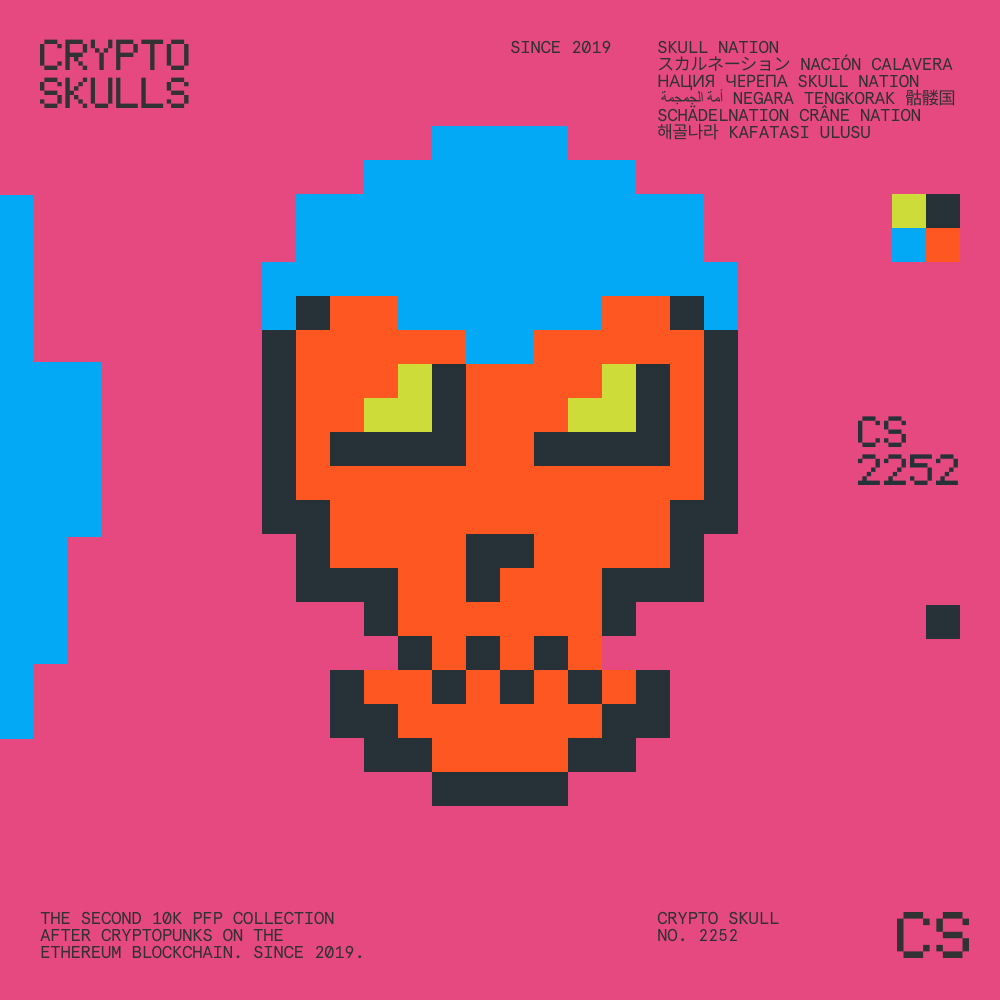 CRYPTO
SKULLS
SINCE 2019
SKULL NATION
スカルネーション NACIÓN CALAVERA
НАЦИЯ ЧЕРЕПА SKULL NATION
أمة الجمجمة NEGARA TENGKORAK 骷髅国
SCHÄDELNATION CRÂNE NATION
해골나라 KAFATASI ULUSU
CS
2252
THE SECOND 10K PFP COLLECTION
AFTER CRYPTOPUNKS ON THE
ETHEREUM BLOCKCHAIN. SINCE 2019.
CRYPTO SKULL
NO. 2252
CS